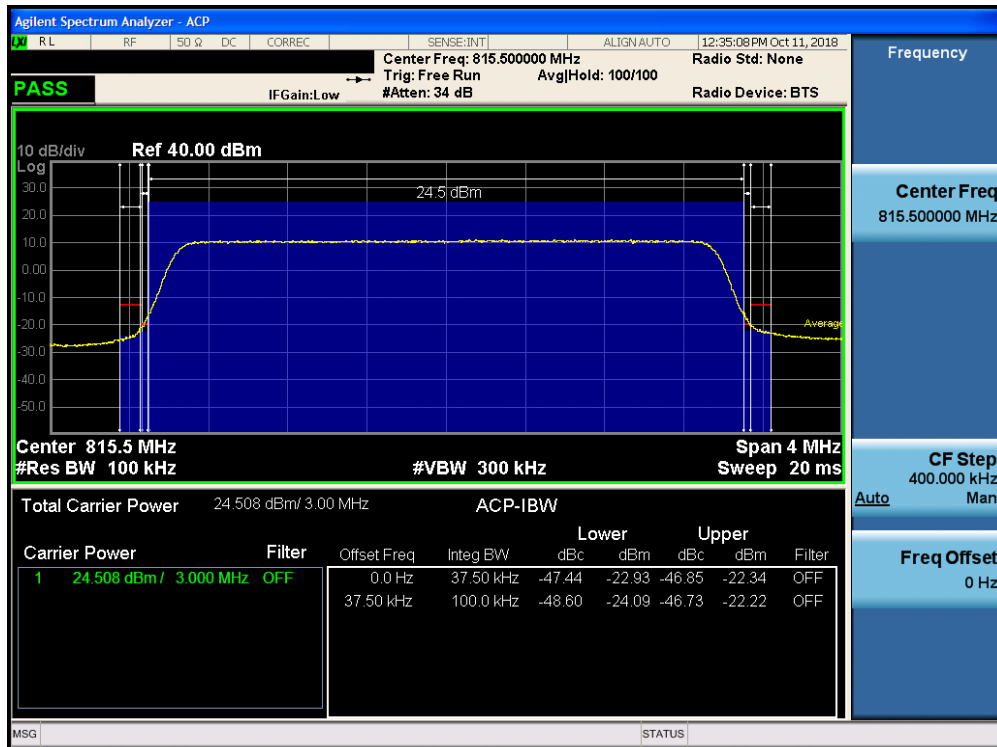 Agilent Spectrum Analyzer - ACP
LXI RL RF 50 Ω DC CORREC SENSE:INT ALIGN AUTO 12:35:08 PM Oct 11, 2018
Frequency
Center Freq: 815.500000 MHz Radio Std: None
Trig: Free Run Avg|Hold: 100/100
PASS IFGain:Low #Atten: 34 dB Radio Device: BTS
10 dB/div Ref 40.00 dBm
Log
30.0
24.5 dBm
20.0
10.0
0.00
-10.0
-20.0
Average
-30.0
-40.0
-50.0
Center 815.5 MHz Span 4 MHz
#Res BW 100 kHz #VBW 300 kHz Sweep 20 ms
Total Carrier Power 24.508 dBm/ 3.00 MHz ACP-IBW
Lower Upper
Carrier Power Filter Offset Freq Integ BW dBc dBm dBc dBm Filter
1 24.508 dBm / 3.000 MHz OFF 0.0 Hz 37.50 kHz -47.44 -22.93 -46.85 -22.34 OFF
37.50 kHz 100.0 kHz -48.60 -24.09 -46.73 -22.22 OFF
Center Freq
815.500000 MHz
CF Step
400.000 kHz
Auto Man
Freq Offset
0 Hz
MSG STATUS